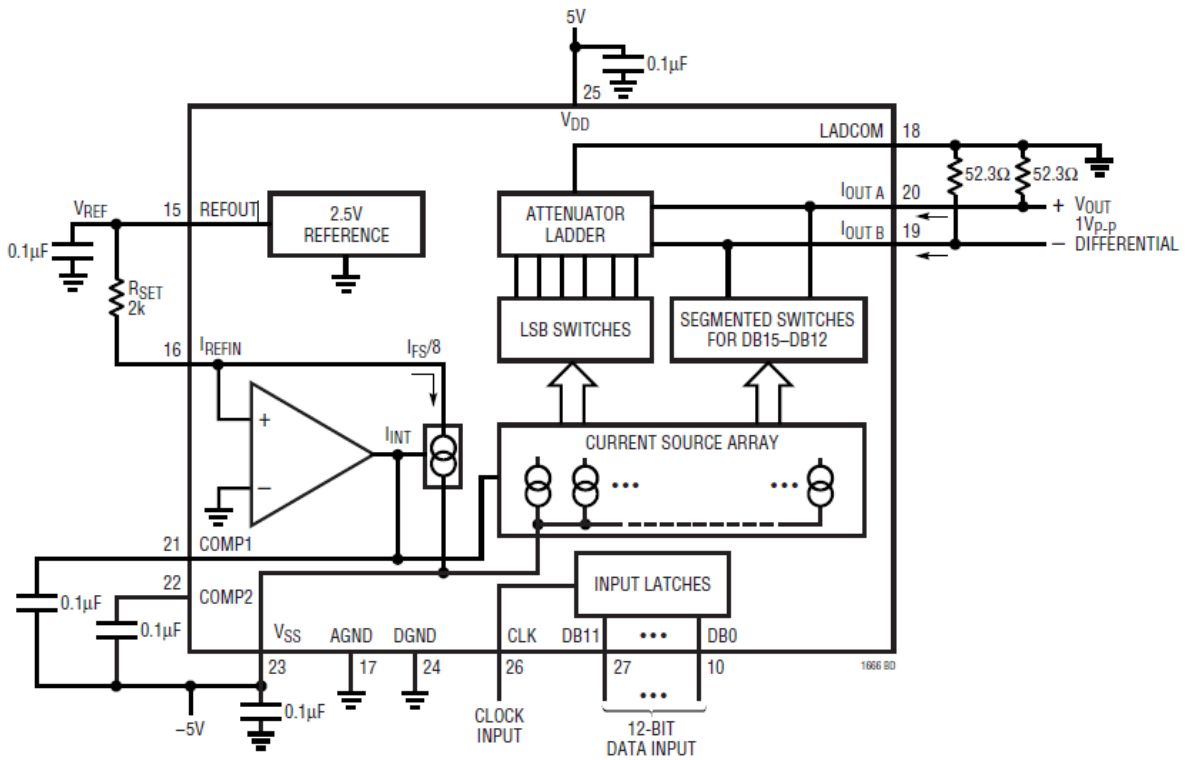 5V
0.1µF
25
VDD
LADCOM
18
52.3Ω
52.3Ω
IOUT A
20
+ VOUT
1VP-P
– DIFFERENTIAL
IOUT B
19
ATTENUATOR
LADDER
LSB SWITCHES
SEGMENTED SWITCHES
FOR DB15–DB12
VREF
15
REFOUT
2.5V
REFERENCE
0.1µF
RSET
2k
16
IREFIN
IFS/8
+
–
IINT
CURRENT SOURCE ARRAY
•••
•••
21
COMP1
22
COMP2
0.1µF
0.1µF
INPUT LATCHES
VSS
AGND
DGND
CLK
DB11
•••
DB0
23
17
24
26
27
10
1666 BD
•••
–5V
0.1µF
CLOCK
INPUT
12-BIT
DATA INPUT